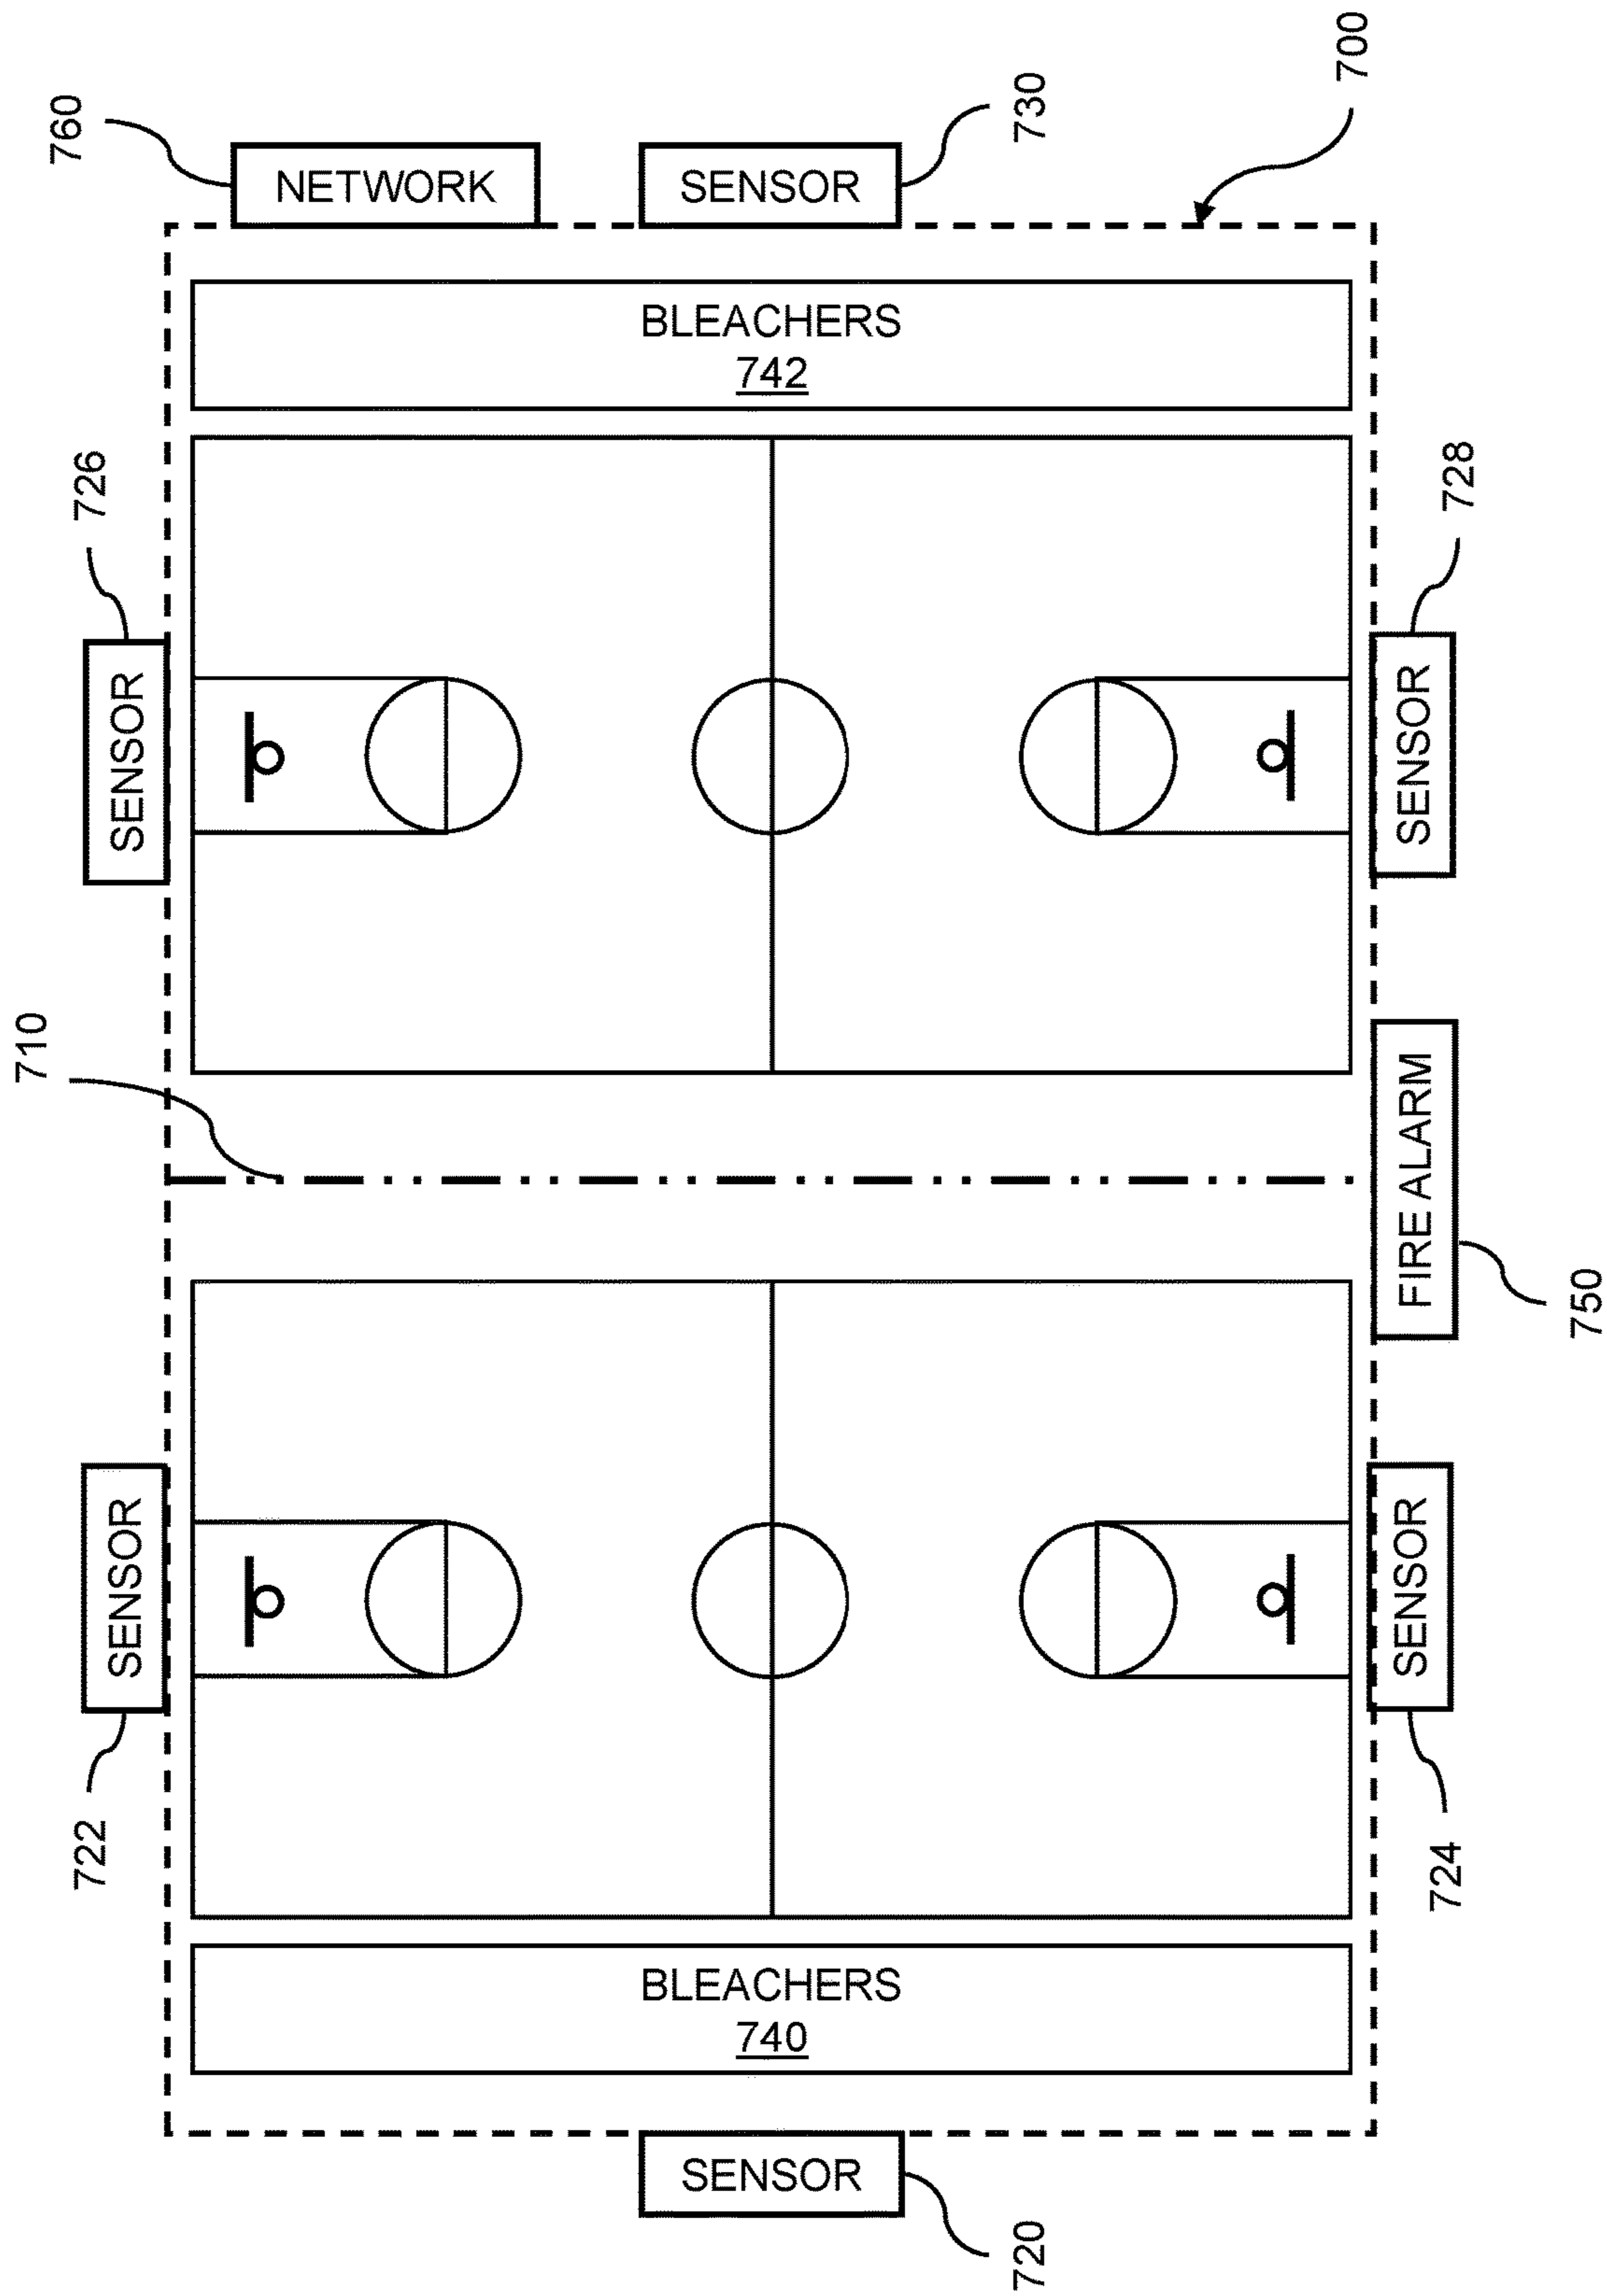 700
760
NETWORK
SENSOR
730
BLEACHERS
742
726
SENSOR
728
SENSOR
710
FIRE ALARM
750
SENSOR
722
SENSOR
724
BLEACHERS
740
SENSOR
720